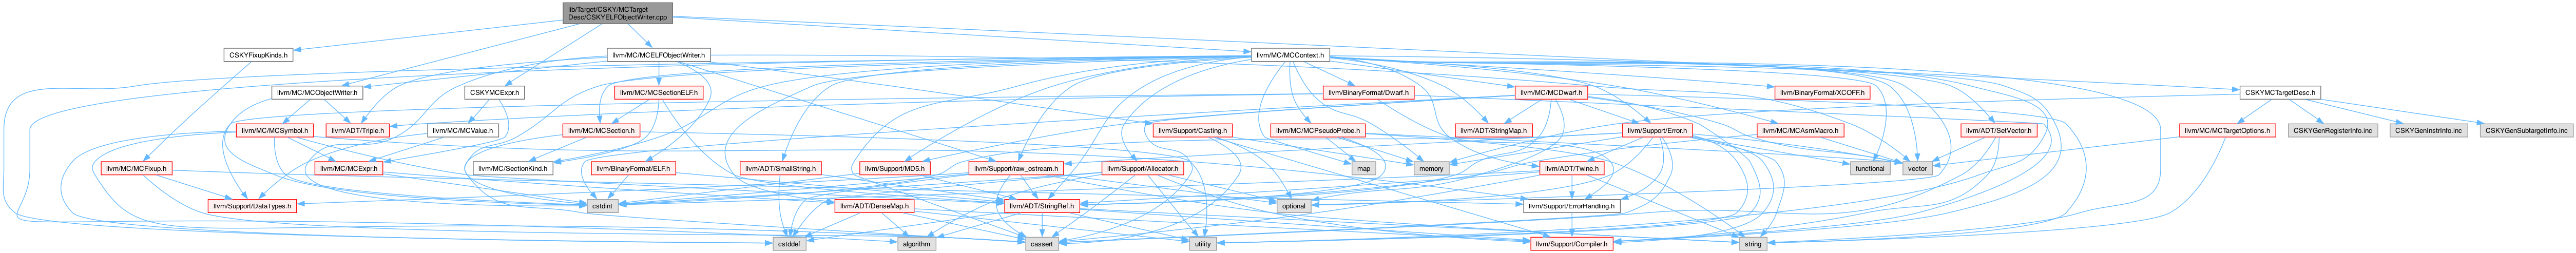 lib/Target/CSKY/MCTarget
Desc/CSKYELFObjectWriter.cpp
CSKYFixupKinds.h
llvm/MC/MCELFObjectWriter.h
llvm/MC/MCContext.h
llvm/MC/MCObjectWriter.h
CSKYMCExpr.h
llvm/MC/MCSectionELF.h
llvm/BinaryFormat/Dwarf.h
llvm/MC/MCDwarf.h
llvm/BinaryFormat/XCOFF.h
CSKYMCTargetDesc.h
llvm/MC/MCSymbol.h
llvm/ADT/Triple.h
llvm/MC/MCValue.h
llvm/MC/MCSection.h
llvm/Support/Casting.h
llvm/MC/MCPseudoProbe.h
llvm/ADT/StringMap.h
llvm/Support/Error.h
llvm/MC/MCAsmMacro.h
llvm/ADT/SetVector.h
llvm/MC/MCTargetOptions.h
CSKYGenRegisterInfo.inc
CSKYGenInstrInfo.inc
CSKYGenSubtargetInfo.inc
llvm/MC/MCFixup.h
llvm/MC/MCExpr.h
llvm/MC/SectionKind.h
llvm/BinaryFormat/ELF.h
llvm/ADT/SmallString.h
llvm/Support/MD5.h
llvm/Support/raw_ostream.h
llvm/Support/Allocator.h
map
memory
llvm/ADT/Twine.h
functional
vector
llvm/Support/DataTypes.h
cstdint
llvm/ADT/DenseMap.h
llvm/ADT/StringRef.h
optional
llvm/Support/ErrorHandling.h
cstddef
algorithm
cassert
utility
llvm/Support/Compiler.h
string